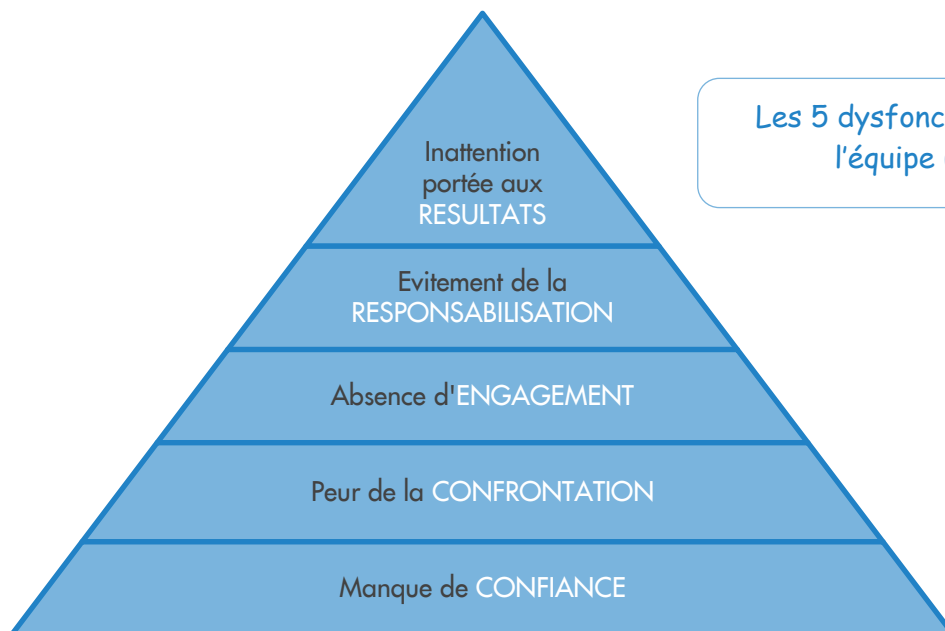 Les 5 dysfonc
l'équipe
Inattention
portée aux
RESULTATS
Evitement de la
RESPONSABILISATION
Absence d'ENGAGEMENT
Peur de la CONFRONTATION
Manque de CONFIANCE